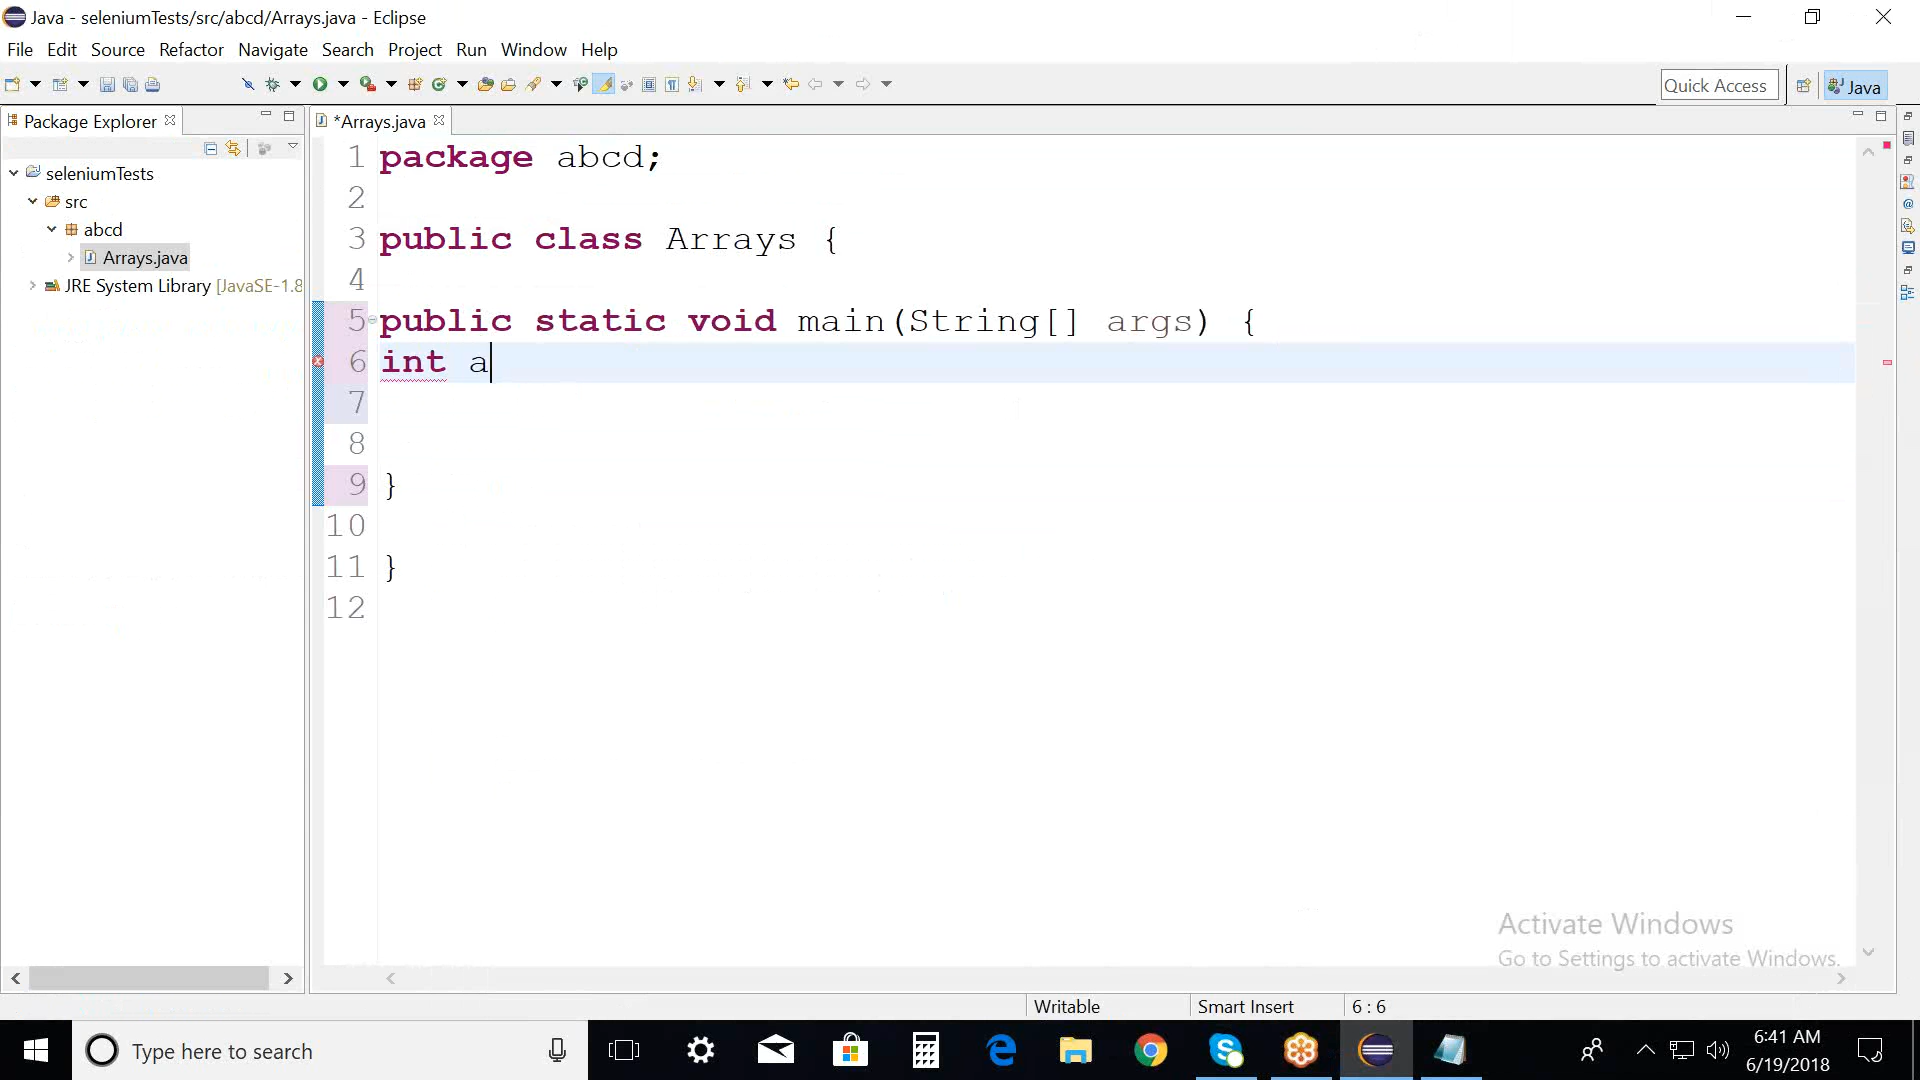 Java - seleniumTests/src/abcd/Arrays.java - Eclipse
File Edit Source Refactor Navigate Search Project Run Window Help
Quick Access Java
Package Explorer
*Arrays.java
seleniumTests
src
abcd
Arrays.java
JRE System Library [JavaSE-1.8
1 package abcd;
2
3 public class Arrays {
4
5 public static void main(String[] args) {
6 int a
7
8
9 }
10
11 }
12
Activate Windows
Go to Settings to activate Windows.
Writable Smart Insert 6 : 6
Type here to search
6:41 AM
6/19/2018